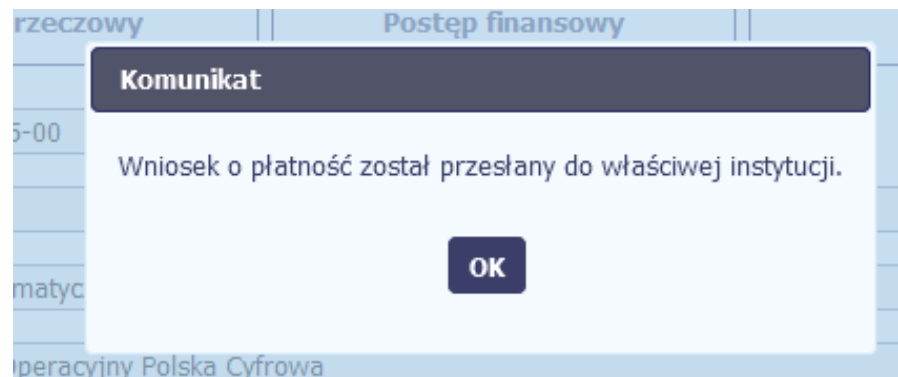 rzeczowy Postęp finansowy
Komunikat
5-00
Wniosek o płatność został przesłany do właściwej instytucji.
OK
matyc
Operacyjny Polska Cyfrowa